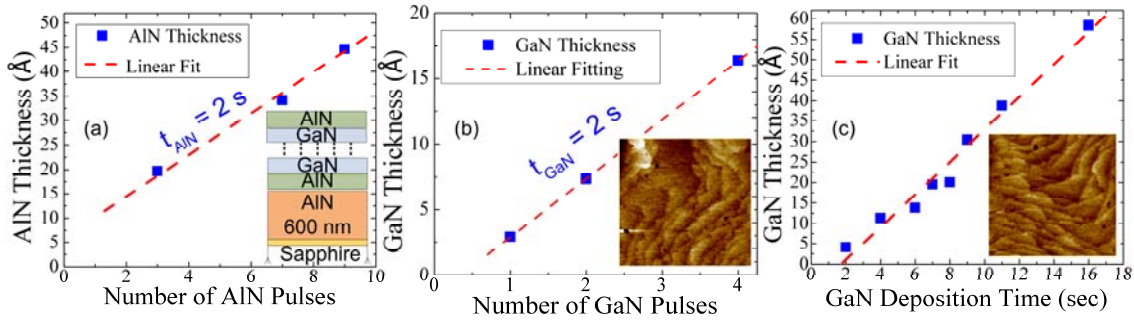 50
45
40
35
30
25
20
15
10
5
0
AlN Thickness (Å)
AlN Thickness
Linear Fit
(a)
t_AlN = 2 s
AlN
GaN
GaN
AlN
AlN
600 nm
Sapphire
0 2 4 6 8 10
Number of AlN Pulses
20
15
10
5
0
GaN Thickness (Å)
GaN Thickness
Linear Fitting
(b)
t_GaN = 2 s
0 1 2 3 4
Number of GaN Pulses
60
55
50
45
40
35
30
25
20
15
10
5
0
GaN Thickness (Å)
GaN Thickness
Linear Fit
(c)
0 2 4 6 8 10 12 14 16 18
GaN Deposition Time (sec)